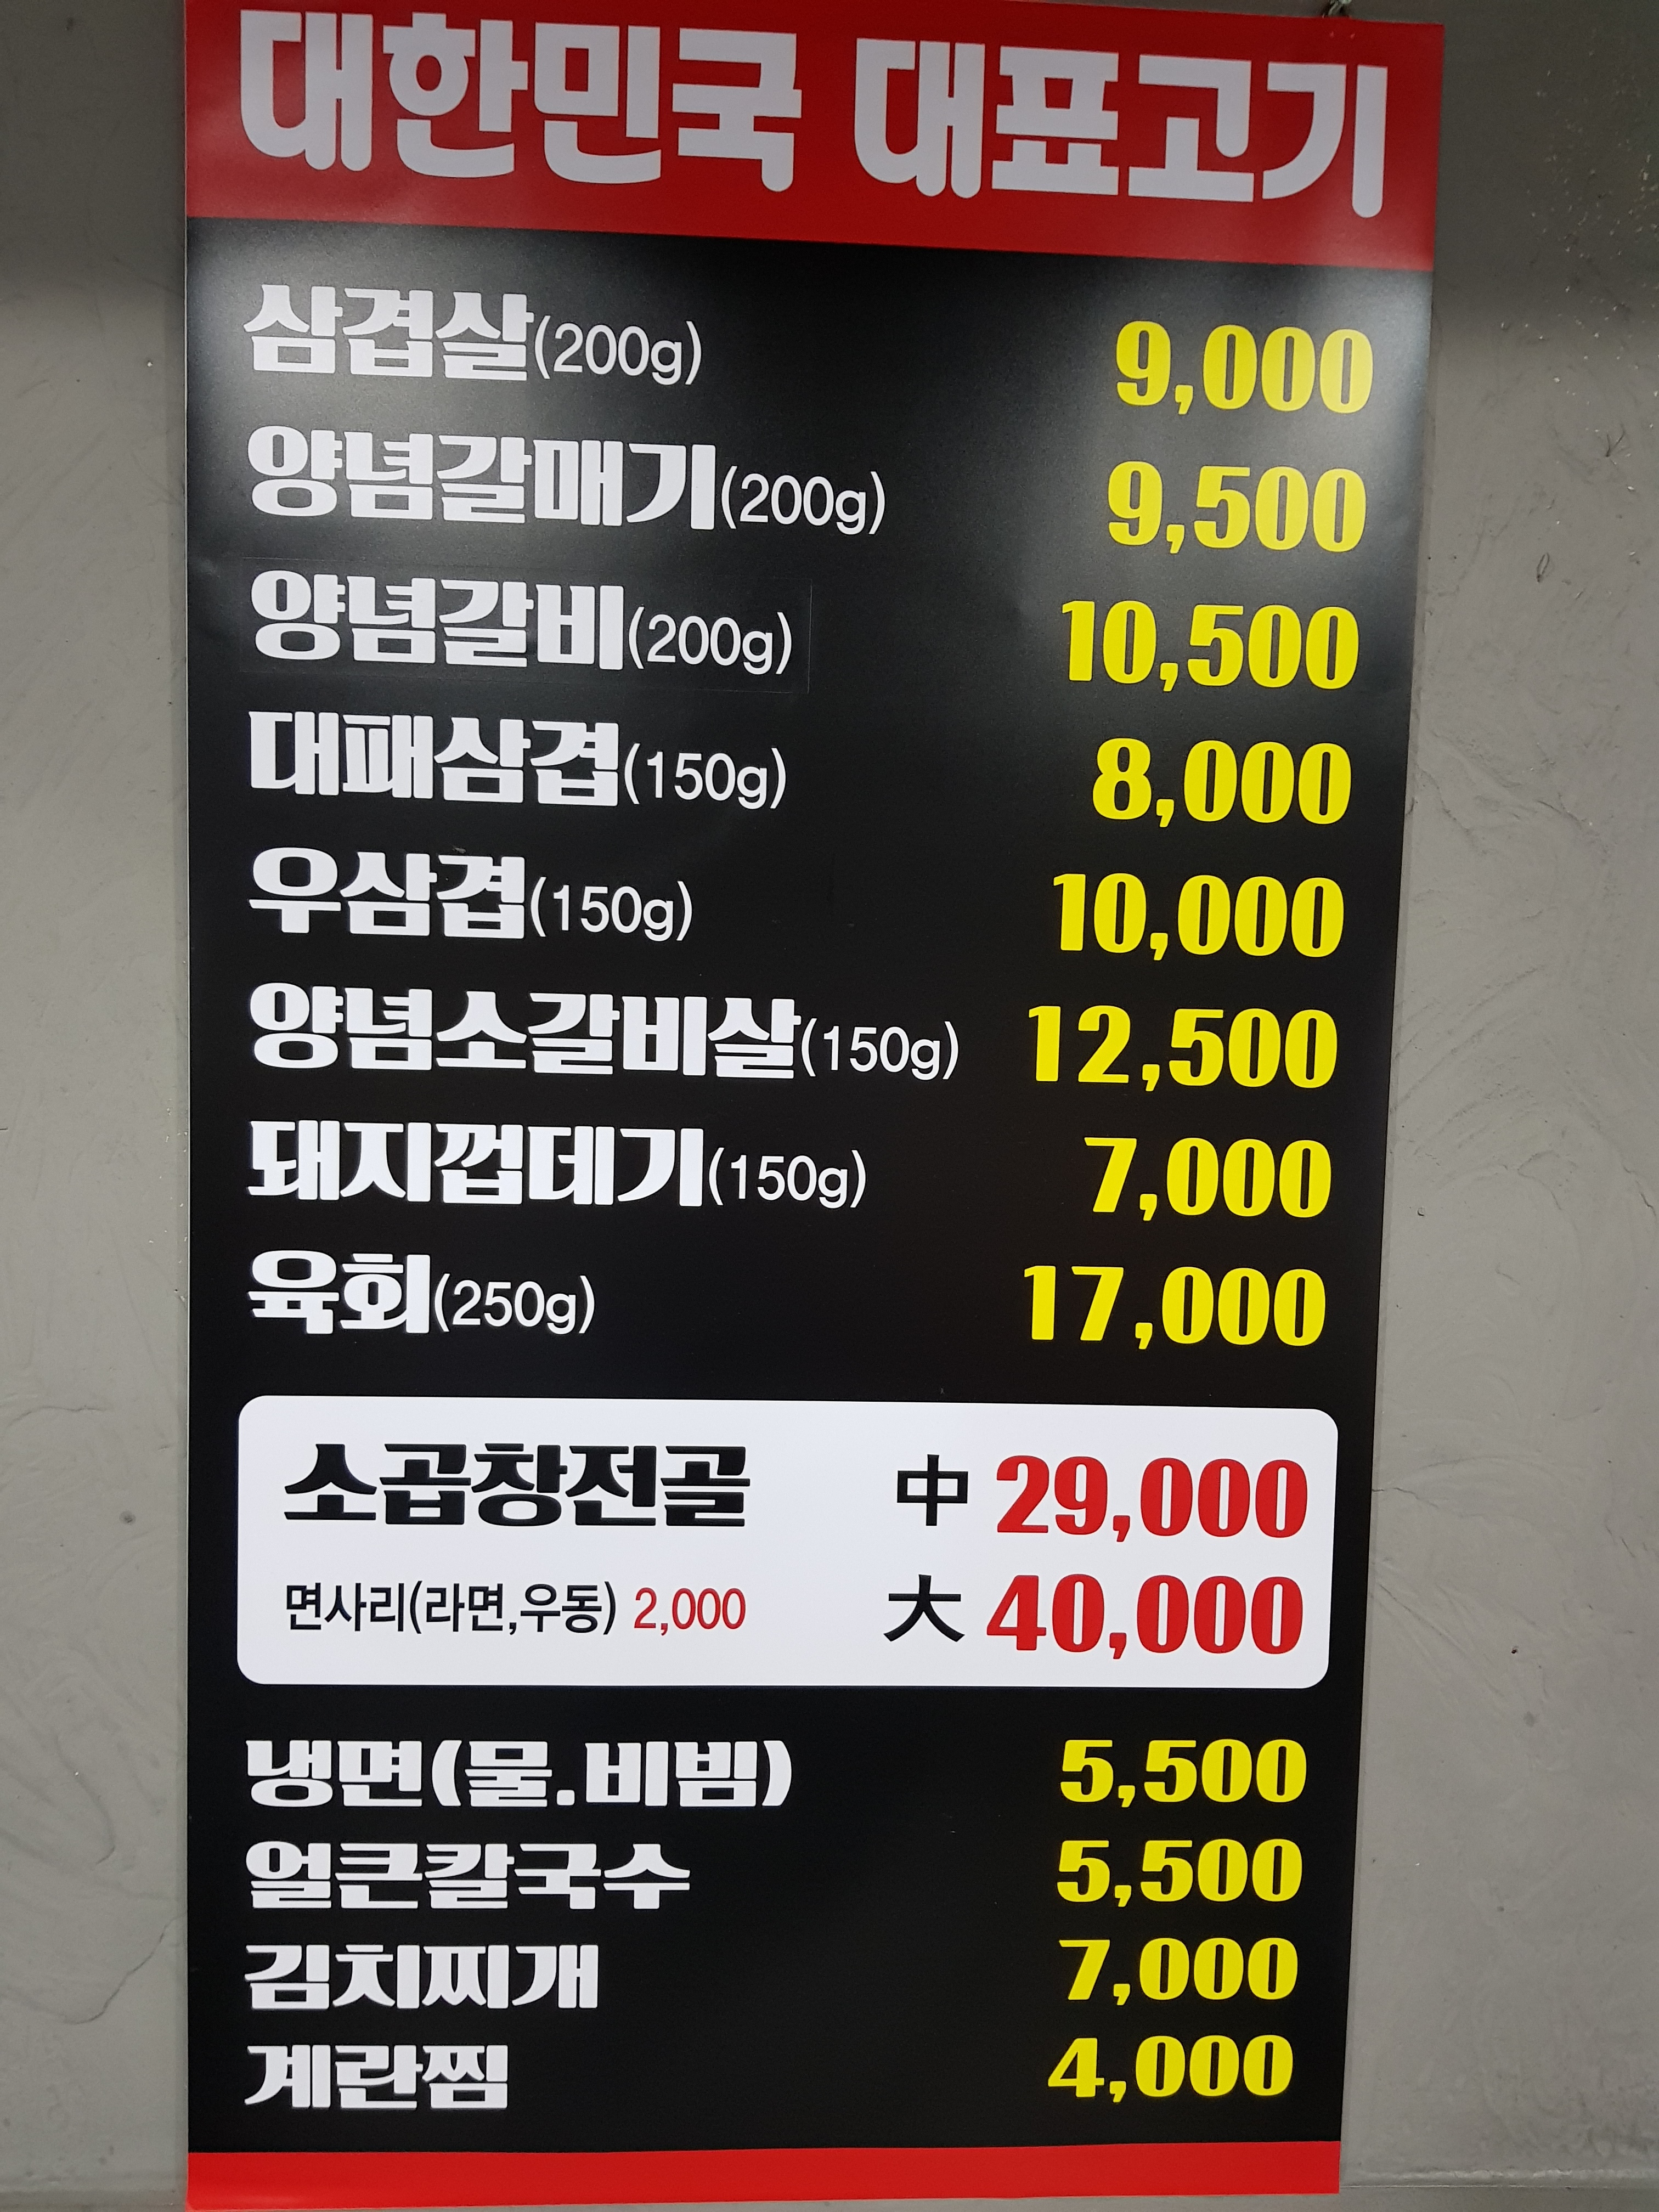 대한민국 대표고기
삼겹살(200g) 9,000
양념갈매기(200g) 9,500
양념갈비(200g) 10,500
대패삼겹(150g) 8,000
우삼겹(150g) 10,000
양념소갈비살(150g) 12,500
돼지껍데기(150g) 7,000
육회(250g) 17,000
소곱창전골 中 29,000
면사리(라면,우동) 2,000 大 40,000
냉면(물.비빔) 5,500
얼큰칼국수 5,500
김치찌개 7,000
계란찜 4,000